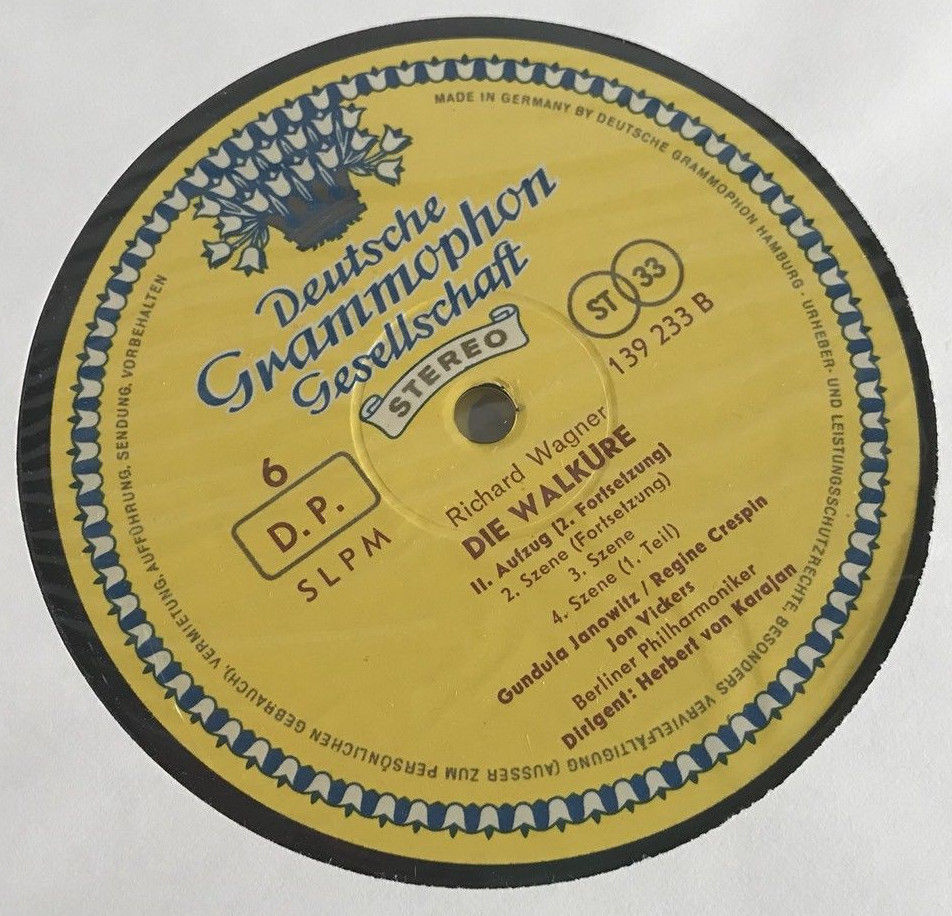 MADE IN GERMANY BY DEUTSCHE GRAMMOPHON HAMBURG · URHEBER- UND LEISTUNGSSCHUTZRECHTE, BESONDERS VERVIELFÄLTIGUNG (AUSSER ZUM PERSÖNLICHEN GEBRAUCH), VERMIETUNG, AUFFÜHRUNG, SENDUNG, VORBEHALTEN
Deutsche
Grammophon
Gesellschaft
STEREO
ST 33
139 233 B
6
D.P.
SLPM
Richard Wagner
DIE WALKÜRE
II. Aufzug (2. Fortsetzung)
2. Szene (Fortsetzung)
3. Szene
4. Szene (1. Teil)
Gundula Janowitz / Regine Crespin
Jon Vickers
Berliner Philharmoniker
Dirigent: Herbert von Karajan